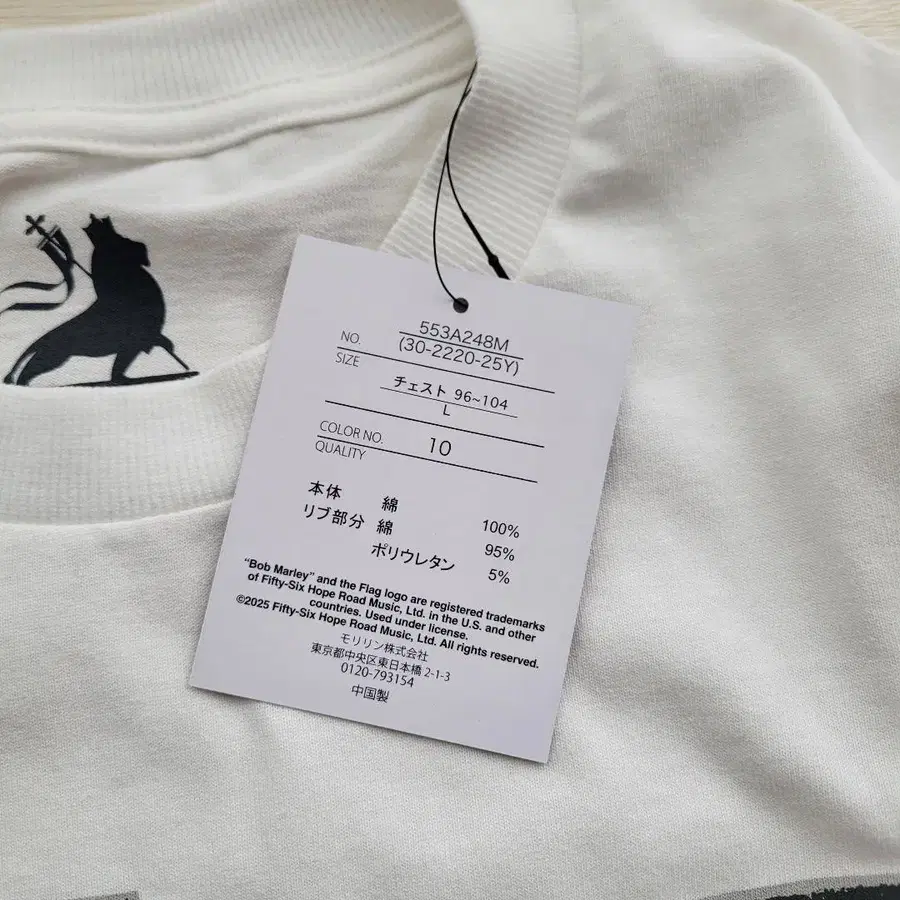 NO. 553A248M
(30-2220-25Y)
SIZE
チェスト 96~104
L
COLOR NO. 10
QUALITY
本体 綿 100%
リブ部分 綿 95%
ポリウレタン 5%
"Bob Marley" and the Flag logo are registered trademarks
of Fifty-Six Hope Road Music, Ltd. in the U.S. and other
countries. Used under license.
©2025 Fifty-Six Hope Road Music, Ltd. All rights reserved.
モリリン株式会社
東京都中央区東日本橋 2-1-3
0120-793154
中国製